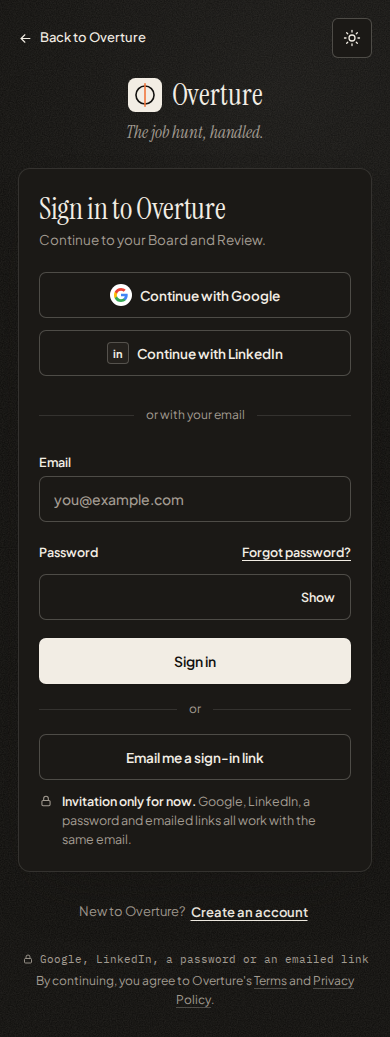 ← Back to Overture
Overture
The job hunt, handled.
Sign in to Overture
Continue to your Board and Review.
Continue with Google
in Continue with LinkedIn
or with your email
Email
you@example.com
Password Forgot password?
Show
Sign in
or
Email me a sign-in link
Invitation only for now. Google, LinkedIn, a
password and emailed links all work with the
same email.
New to Overture? Create an account
Google, LinkedIn, a password or an emailed link
By continuing, you agree to Overture's Terms and Privacy
Policy.